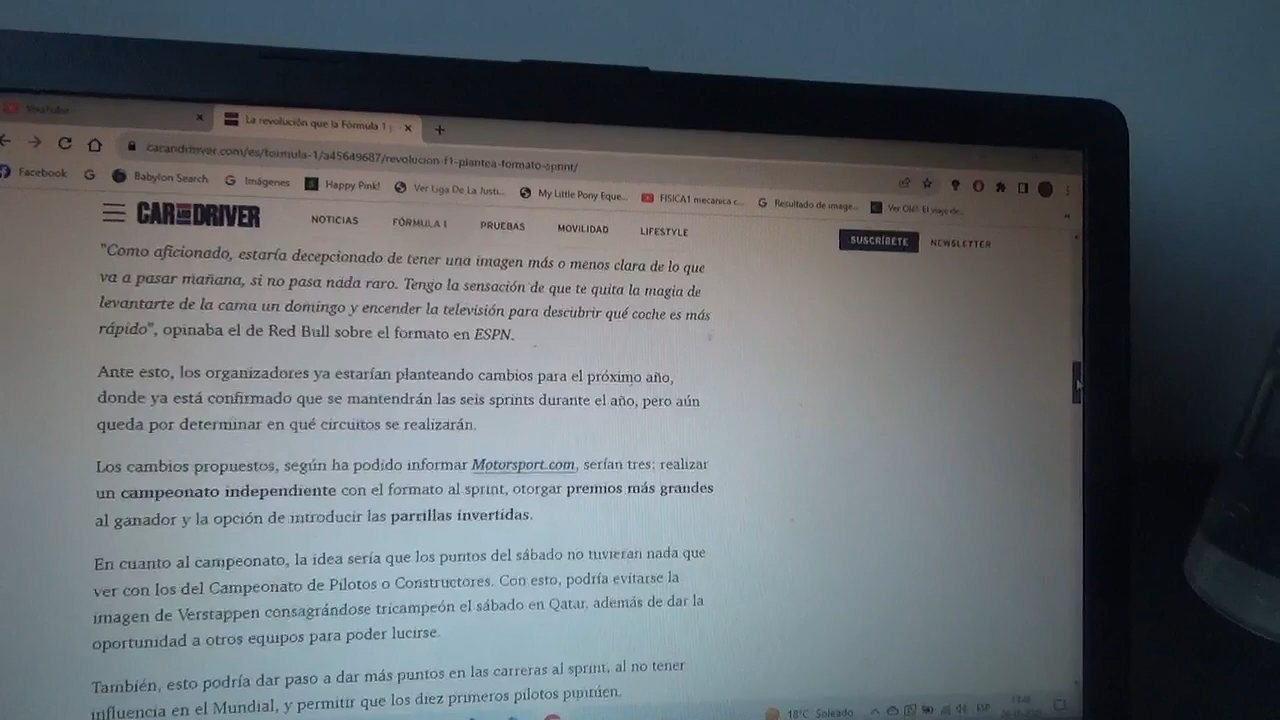 YouTube
La revolución que la Fórmula 1
carandriver.com/es/formula-1/a45649687/revolucion-f1-plantea-formato-sprint/
Facebook
Babylon Search
Imágenes
Happy Pink!
Ver Liga De La Justi...
My Little Pony Eque...
FISICA1 mecanica c...
Resultado de image...
CAR AND DRIVER
NOTICIAS
FÓRMULA 1
PRUEBAS
MOVILIDAD
LIFESTYLE
SUSCRÍBETE
NEWSLETTER
"Como aficionado, estaría decepcionado de tener una imagen más o menos clara de lo que
va a pasar mañana, si no pasa nada raro. Tengo la sensación de que te quita la magia de
levantarte de la cama un domingo y encender la televisión para descubrir qué coche es más
rápido", opinaba el de Red Bull sobre el formato en ESPN.
Ante esto, los organizadores ya estarían planteando cambios para el próximo año,
donde ya está confirmado que se mantendrán las seis sprints durante el año, pero aún
queda por determinar en qué circuitos se realizarán.
Los cambios propuestos, según ha podido informar Motorsport.com, serían tres: realizar
un campeonato independiente con el formato al sprint, otorgar premios más grandes
al ganador y la opción de introducir las parrillas invertidas.
En cuanto al campeonato, la idea sería que los puntos del sábado no tuvieran nada que
ver con los del Campeonato de Pilotos o Constructores. Con esto, podría evitarse la
imagen de Verstappen consagrándose tricampeón el sábado en Qatar, además de dar la
oportunidad a otros equipos para poder lucirse.
También, esto podría dar paso a dar más puntos en las carreras al sprint, al no tener
influencia en el Mundial, y permitir que los diez primeros pilotos puntúen.
18°C Soleado
ESP